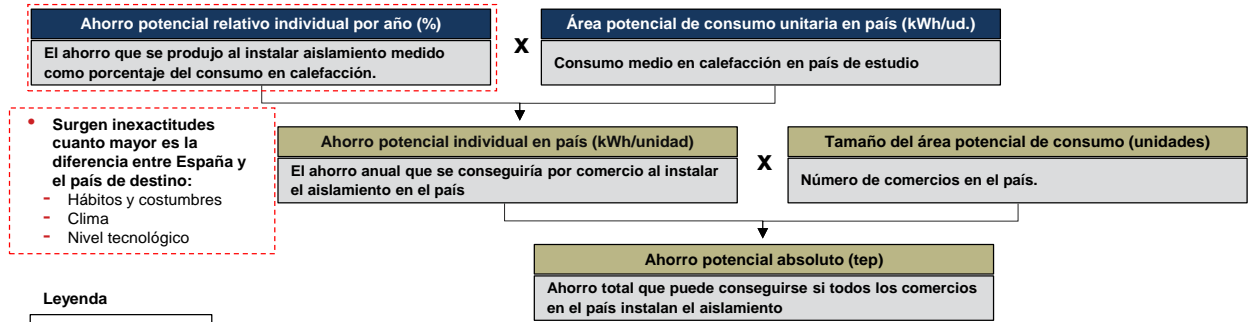 Ahorro potencial relativo individual por año (%)
El ahorro que se produjo al instalar aislamiento medido
como porcentaje del consumo en calefacción.
x
Área potencial de consumo unitaria en país (kWh/ud.)
Consumo medio en calefacción en país de estudio
• Surgen inexactitudes
cuanto mayor es la
diferencia entre España y
el país de destino:
- Hábitos y costumbres
- Clima
- Nivel tecnológico
Ahorro potencial individual en país (kWh/unidad)
El ahorro anual que se conseguiría por comercio al instalar
el aislamiento en el país
x
Tamaño del área potencial de consumo (unidades)
Número de comercios en el país.
Ahorro potencial absoluto (tep)
Ahorro total que puede conseguirse si todos los comercios
en el país instalan el aislamiento
Leyenda